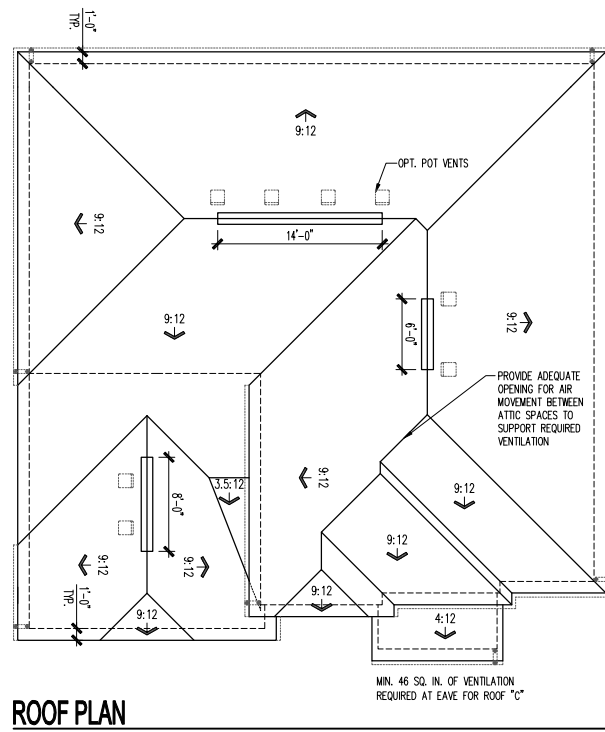 1'-0"
TYP.
9:12
OPT. POT VENTS
9:12
14'-0"
9:12
6'-0"
9:12
PROVIDE ADEQUATE
OPENING FOR AIR
MOVEMENT BETWEEN
ATTIC SPACES TO
SUPPORT REQUIRED
VENTILATION
8'-0"
3.5:12
9:12
9:12
9:12
9:12
9:12
1'-0"
TYP.
9:12
9:12
4:12
MIN. 46 SQ. IN. OF VENTILATION
REQUIRED AT EAVE FOR ROOF "C"
ROOF PLAN